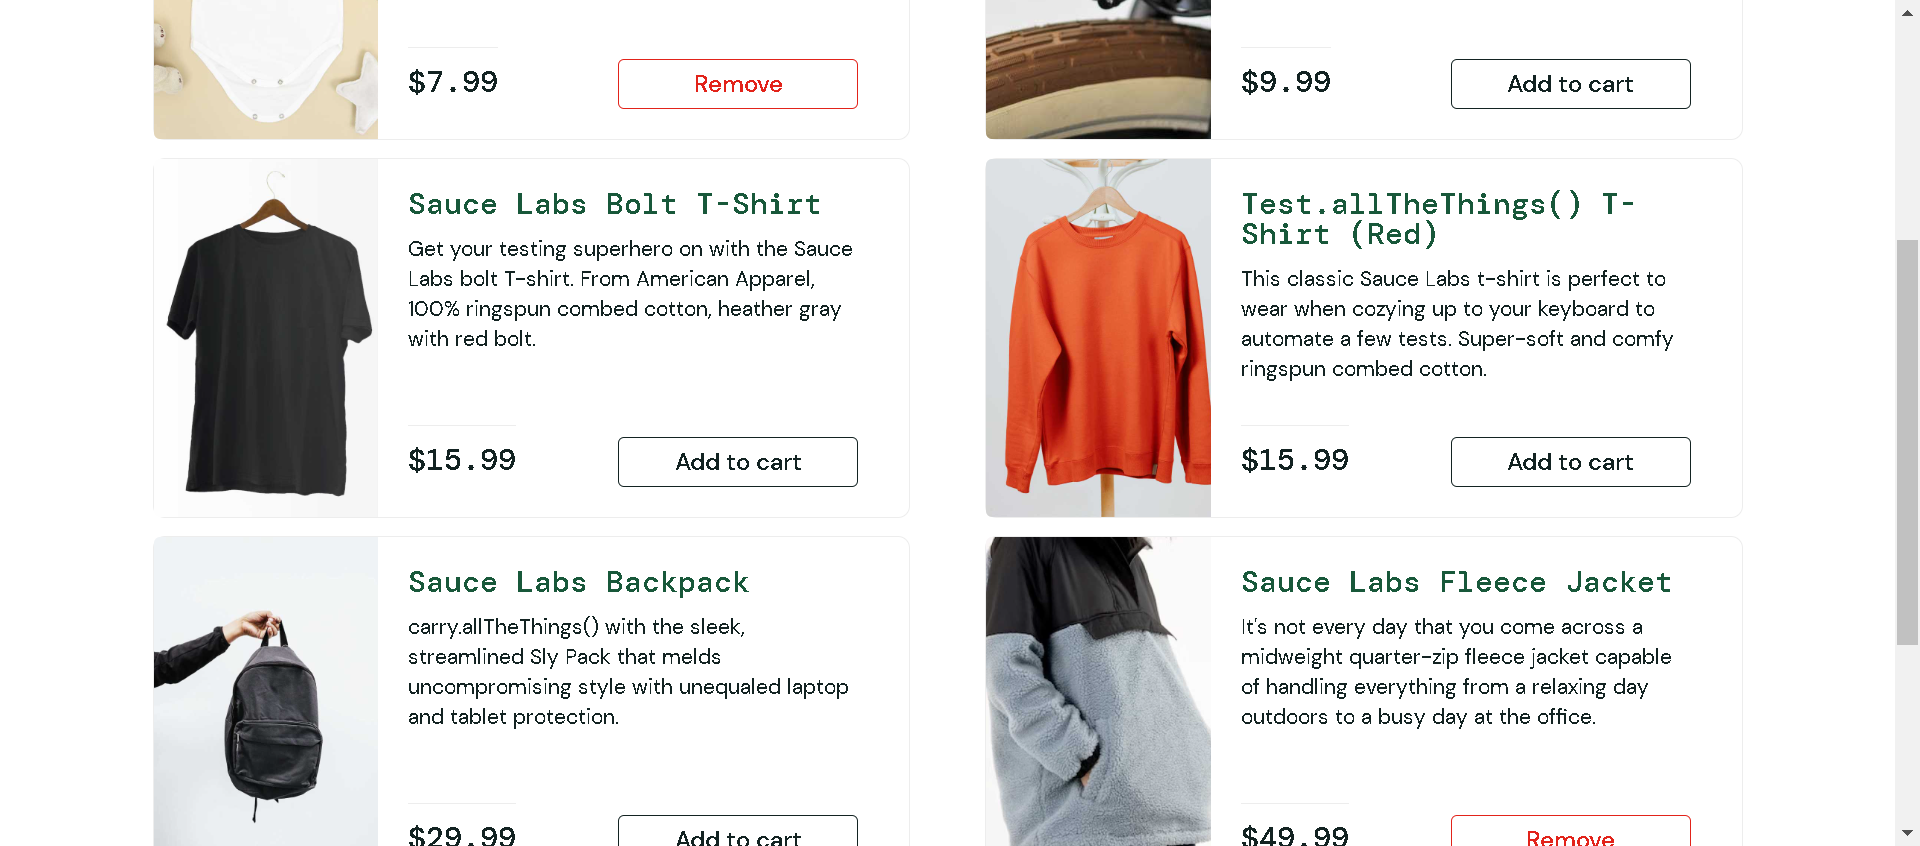 $7.99
Remove
$9.99
Add to cart
Sauce Labs Bolt T-Shirt
Get your testing superhero on with the Sauce
Labs bolt T-shirt. From American Apparel,
100% ringspun combed cotton, heather gray
with red bolt.
$15.99
Add to cart
Test.allTheThings() T-
Shirt (Red)
This classic Sauce Labs t-shirt is perfect to
wear when cozying up to your keyboard to
automate a few tests. Super-soft and comfy
ringspun combed cotton.
$15.99
Add to cart
Sauce Labs Backpack
carry.allTheThings() with the sleek,
streamlined Sly Pack that melds
uncompromising style with unequaled laptop
and tablet protection.
$29.99
Add to cart
Sauce Labs Fleece Jacket
It's not every day that you come across a
midweight quarter-zip fleece jacket capable
of handling everything from a relaxing day
outdoors to a busy day at the office.
$49.99
Remove